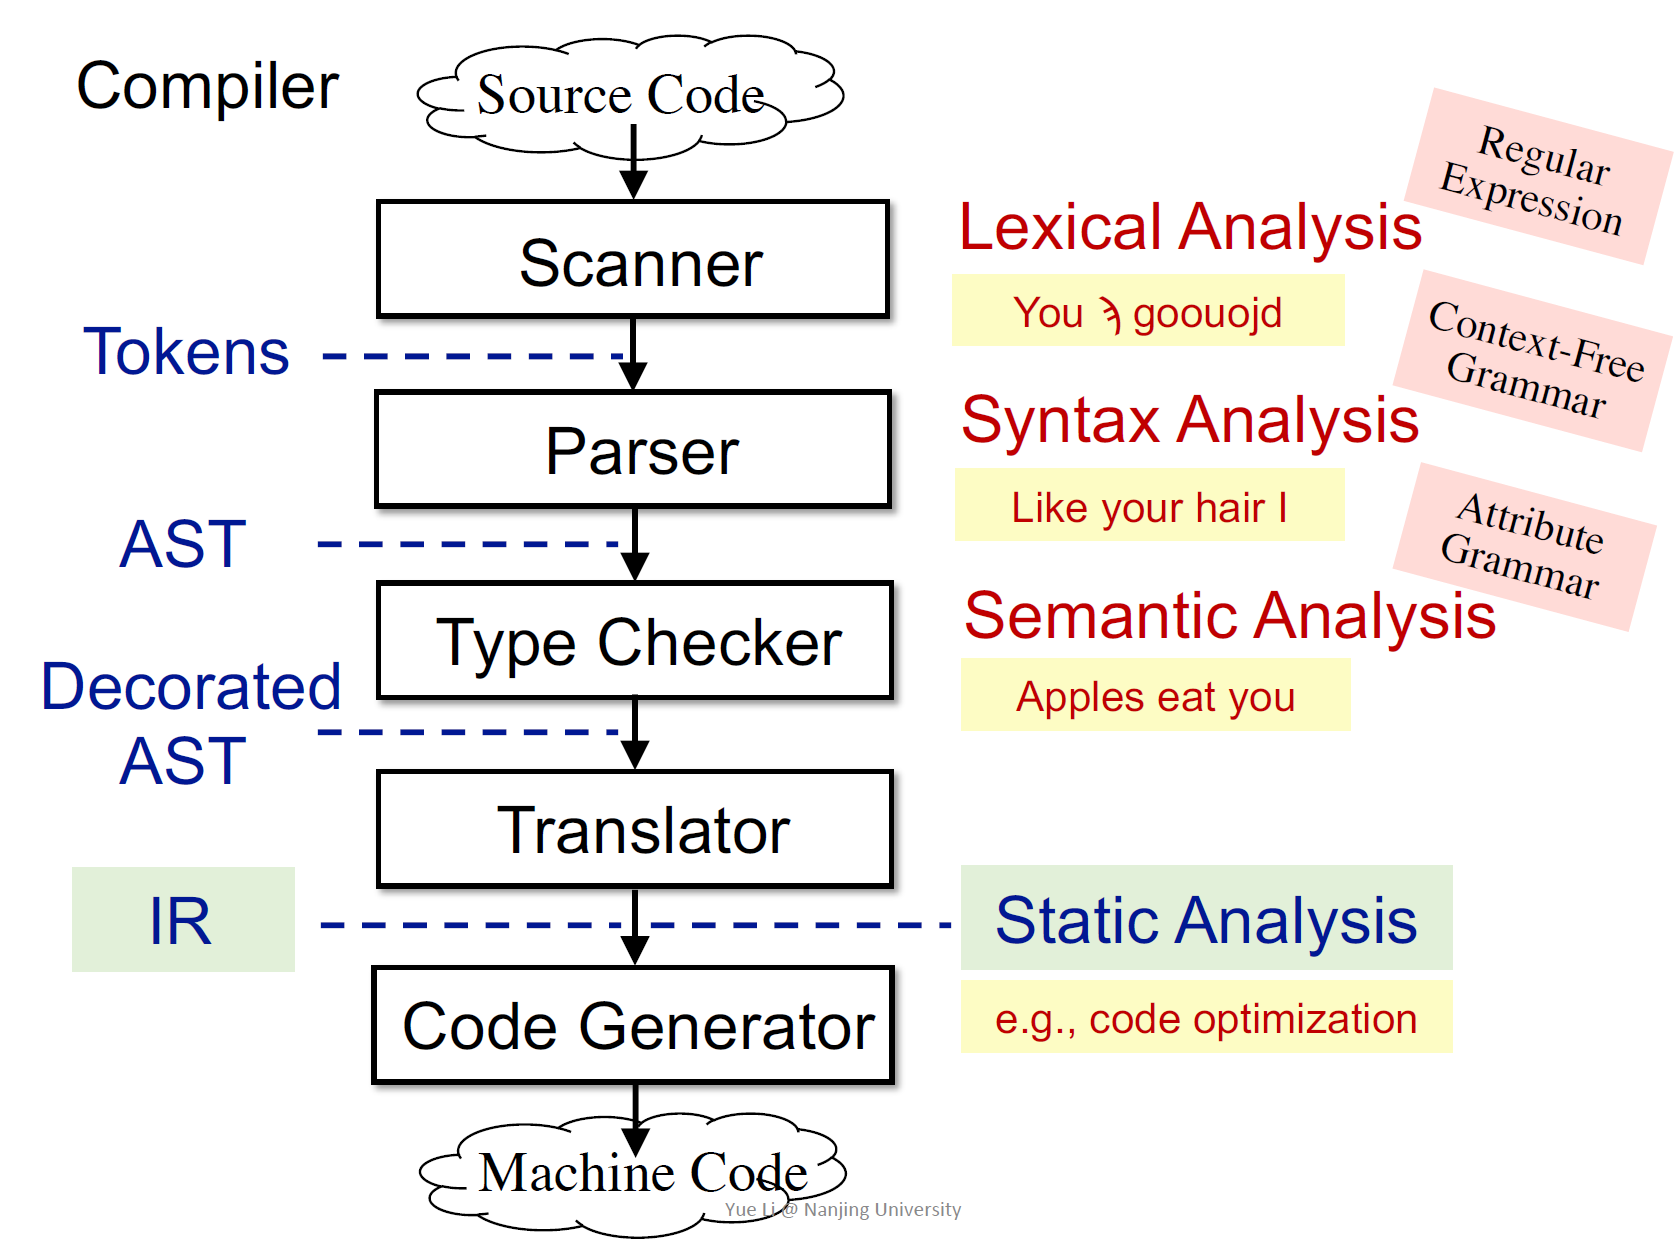 Compiler
Source Code
Regular
Expression
Scanner
Lexical Analysis
You goouojd
Tokens
Context-Free
Grammar
Parser
Syntax Analysis
Like your hair I
AST
Attribute
Grammar
Type Checker
Semantic Analysis
Apples eat you
Decorated
AST
Translator
IR
Static Analysis
e.g., code optimization
Code Generator
Machine Code
Yue Li @ Nanjing University